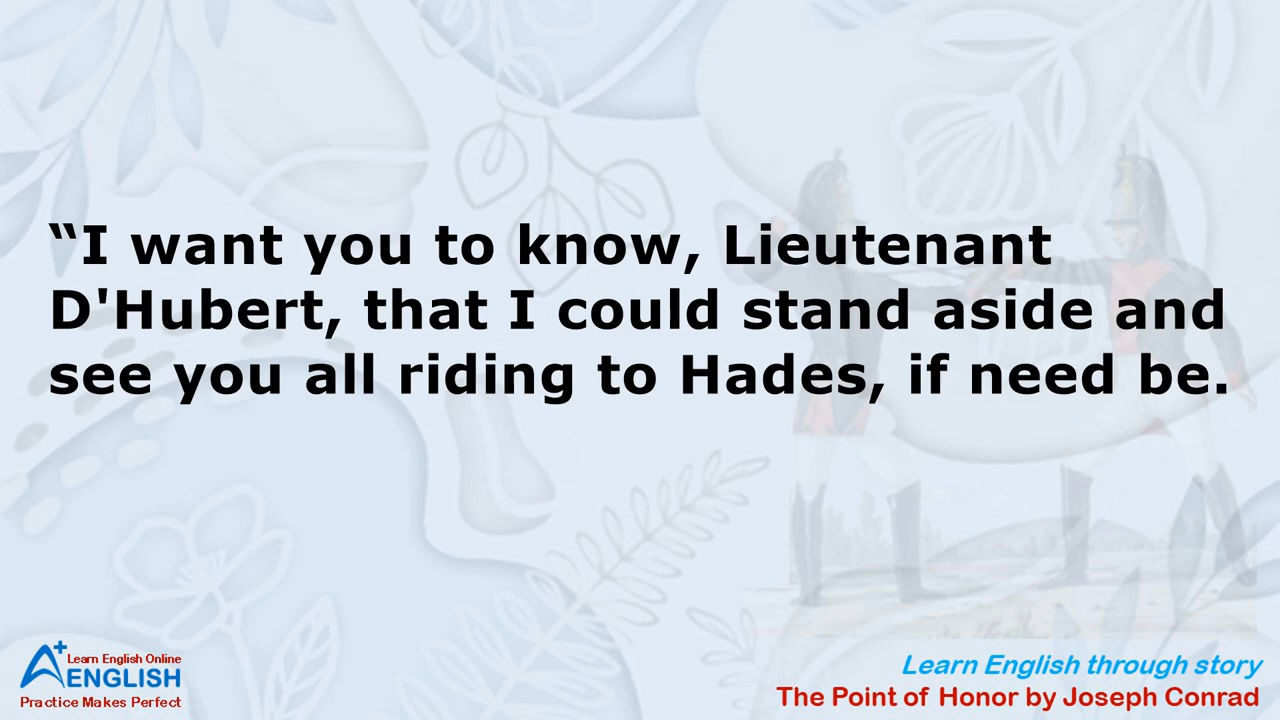 “I want you to know, Lieutenant
D'Hubert, that I could stand aside and
see you all riding to Hades, if need be.
A+ Learn English Online
ENGLISH
Practice Makes Perfect
Learn English through story
The Point of Honor by Joseph Conrad